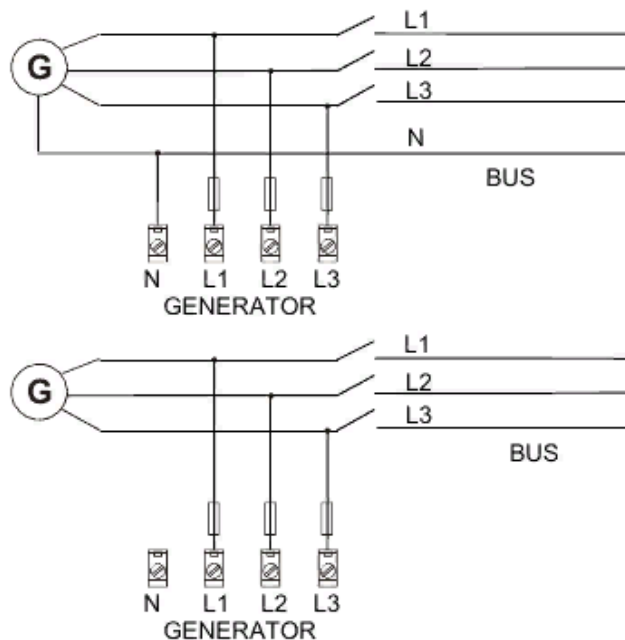 L1
G
L2
L3
N
BUS
N L1 L2 L3
GENERATOR
L1
G
L2
L3
BUS
N L1 L2 L3
GENERATOR